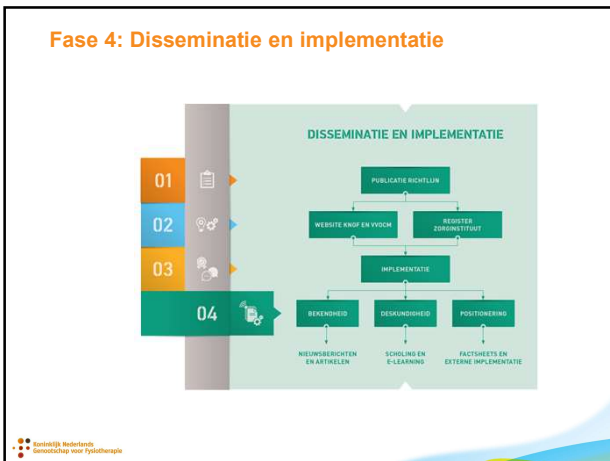 Fase 4: Disseminatie en implementatie
DISSEMINATIE EN IMPLEMENTATIE
01
02
03
04
PUBLICATIE RICHTLIJN
WEBSITE KNGF EN VVOCM
REGISTER
ZORGINSTITUUT
IMPLEMENTATIE
BEKENDHEID
DESKUNDIGHEID
POSITIONERING
NIEUWSBERICHTEN
EN ARTIKELEN
SCHOLING EN
E-LEARNING
FACTSHEETS EN
EXTERNE IMPLEMENTATIE
Koninklijk Nederlands
Genootschap voor Fysiotherapie